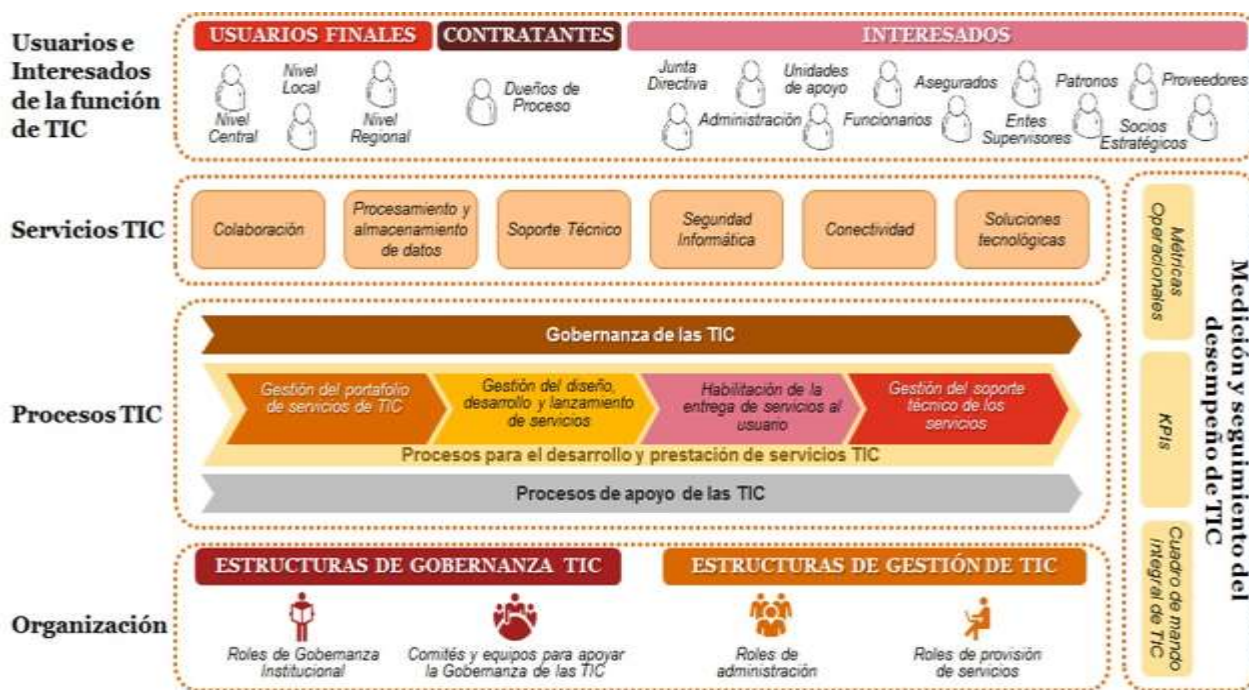 Usuarios e
Interesados
de la función
de TIC
USUARIOS FINALES
CONTRATANTES
INTERESADOS
Nivel
Central
Nivel
Local
Nivel
Regional
Dueños de
Proceso
Junta
Directiva
Administración
Unidades
de apoyo
Funcionarios
Asegurados
Entes
Supervisores
Patronos
Socios
Estratégicos
Proveedores
Servicios TIC
Colaboración
Procesamiento y
almacenamiento
de datos
Soporte Técnico
Seguridad
Informática
Conectividad
Soluciones
tecnológicas
Procesos TIC
Gobernanza de las TIC
Gestión del portafolio
de servicios de TIC
Gestión del diseño,
desarrollo y lanzamiento
de servicios
Habilitación de la
entrega de servicios al
usuario
Gestión del soporte
técnico de los
servicios
Procesos para el desarrollo y prestación de servicios TIC
Procesos de apoyo de las TIC
Organización
ESTRUCTURAS DE GOBERNANZA TIC
ESTRUCTURAS DE GESTIÓN DE TIC
Roles de Gobernanza
Institucional
Comités y equipos para apoyar
la Gobernanza de las TIC
Roles de
administración
Roles de provisión
de servicios
Métricas
Operacionales
KPIs
Cuadro de mando
integral de TIC
Medición y seguimiento del
desempeño de TIC